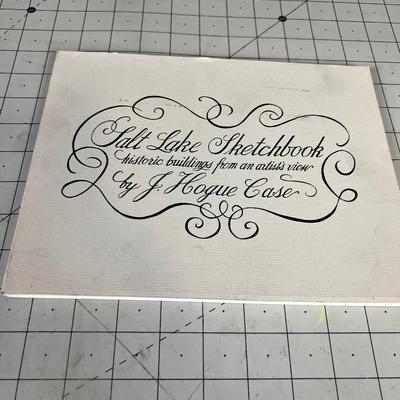 Salt Lake Sketchbook
historic buildings from an artist's view
by J. Hogue Case